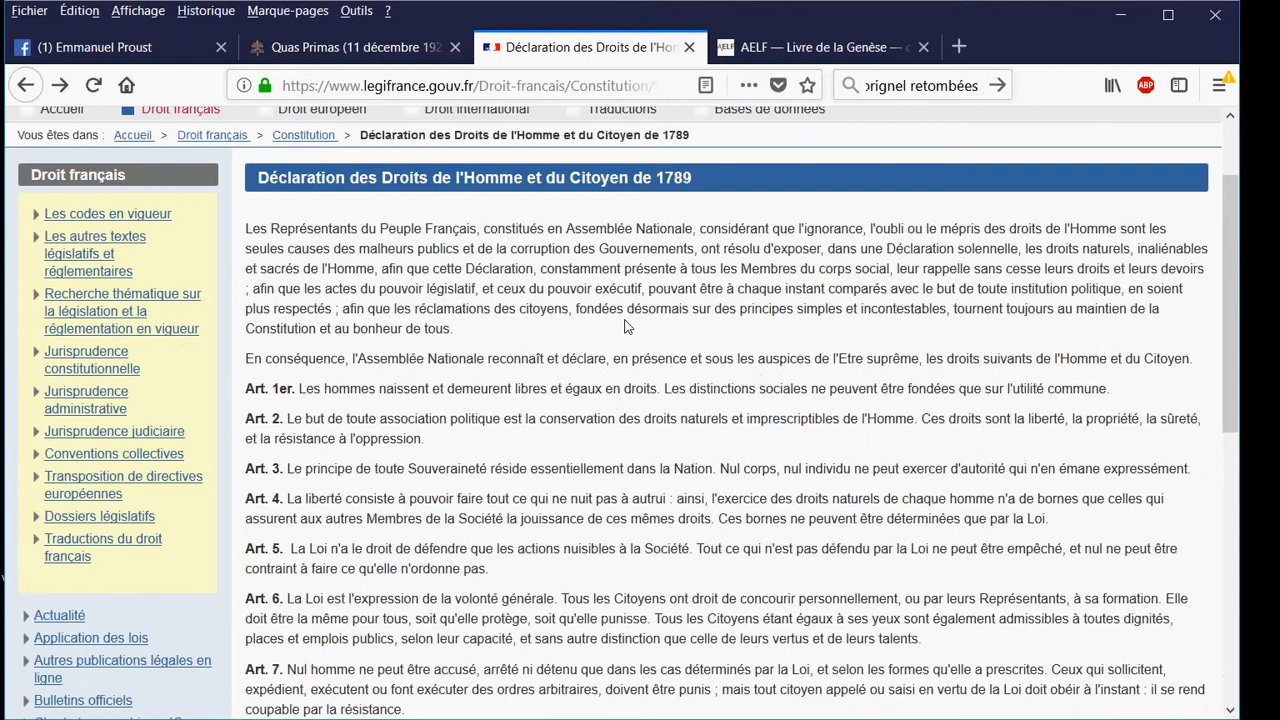 Fichier Édition Affichage Historique Marque-pages Outils ?
(1) Emmanuel Proust
Quas Primas (11 décembre 192
Déclaration des Droits de l'Hor
AELF — Livre de la Genèse —
https://www.legifrance.gouv.fr/Droit-francais/Constitution/
orignel retombées
ABP
Accueil Droit français Droit européen Droit international Traductions Bases de données
Vous êtes dans : Accueil > Droit français > Constitution > Déclaration des Droits de l'Homme et du Citoyen de 1789
Droit français
Les codes en vigueur
Les autres textes
législatifs et
réglementaires
Recherche thématique sur
la législation et la
réglementation en vigueur
Jurisprudence
constitutionnelle
Jurisprudence
administrative
Jurisprudence judiciaire
Conventions collectives
Transposition de directives
européennes
Dossiers législatifs
Traductions du droit
français
Actualité
Application des lois
Autres publications légales en
ligne
Bulletins officiels
Déclaration des Droits de l'Homme et du Citoyen de 1789
Les Représentants du Peuple Français, constitués en Assemblée Nationale, considérant que l'ignorance, l'oubli ou le mépris des droits de l'Homme sont les
seules causes des malheurs publics et de la corruption des Gouvernements, ont résolu d'exposer, dans une Déclaration solennelle, les droits naturels, inaliénables
et sacrés de l'Homme, afin que cette Déclaration, constamment présente à tous les Membres du corps social, leur rappelle sans cesse leurs droits et leurs devoirs
; afin que les actes du pouvoir législatif, et ceux du pouvoir exécutif, pouvant être à chaque instant comparés avec le but de toute institution politique, en soient
plus respectés ; afin que les réclamations des citoyens, fondées désormais sur des principes simples et incontestables, tournent toujours au maintien de la
Constitution et au bonheur de tous.
En conséquence, l'Assemblée Nationale reconnaît et déclare, en présence et sous les auspices de l'Etre suprême, les droits suivants de l'Homme et du Citoyen.
Art. 1er. Les hommes naissent et demeurent libres et égaux en droits. Les distinctions sociales ne peuvent être fondées que sur l'utilité commune.
Art. 2. Le but de toute association politique est la conservation des droits naturels et imprescriptibles de l'Homme. Ces droits sont la liberté, la propriété, la sûreté,
et la résistance à l'oppression.
Art. 3. Le principe de toute Souveraineté réside essentiellement dans la Nation. Nul corps, nul individu ne peut exercer d'autorité qui n'en émane expressément.
Art. 4. La liberté consiste à pouvoir faire tout ce qui ne nuit pas à autrui : ainsi, l'exercice des droits naturels de chaque homme n'a de bornes que celles qui
assurent aux autres Membres de la Société la jouissance de ces mêmes droits. Ces bornes ne peuvent être déterminées que par la Loi.
Art. 5. La Loi n'a le droit de défendre que les actions nuisibles à la Société. Tout ce qui n'est pas défendu par la Loi ne peut être empêché, et nul ne peut être
contraint à faire ce qu'elle n'ordonne pas.
Art. 6. La Loi est l'expression de la volonté générale. Tous les Citoyens ont droit de concourir personnellement, ou par leurs Représentants, à sa formation. Elle
doit être la même pour tous, soit qu'elle protège, soit qu'elle punisse. Tous les Citoyens étant égaux à ses yeux sont également admissibles à toutes dignités,
places et emplois publics, selon leur capacité, et sans autre distinction que celle de leurs vertus et de leurs talents.
Art. 7. Nul homme ne peut être accusé, arrêté ni détenu que dans les cas déterminés par la Loi, et selon les formes qu'elle a prescrites. Ceux qui sollicitent,
expédient, exécutent ou font exécuter des ordres arbitraires, doivent être punis ; mais tout citoyen appelé ou saisi en vertu de la Loi doit obéir à l'instant : il se rend
coupable par la résistance.